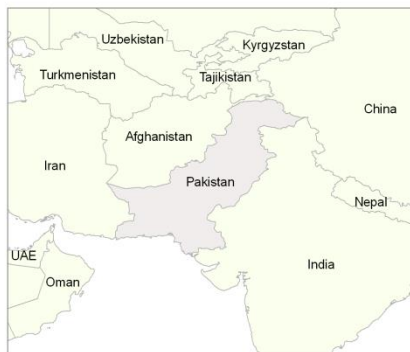 Uzbekistan
Kyrgyzstan
Turkmenistan
Tajikistan
China
Afghanistan
Iran
Pakistan
Nepal
UAE
India
Oman